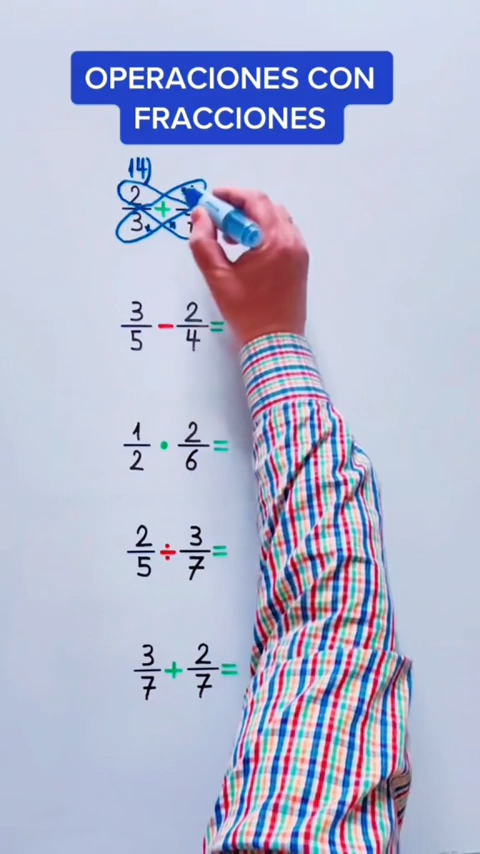 OPERACIONES CON
FRACCIONES
14)
2/3 +
3/5 - 2/4 =
1/2 · 2/6 =
2/5 ÷ 3/7 =
3/7 + 2/7 =